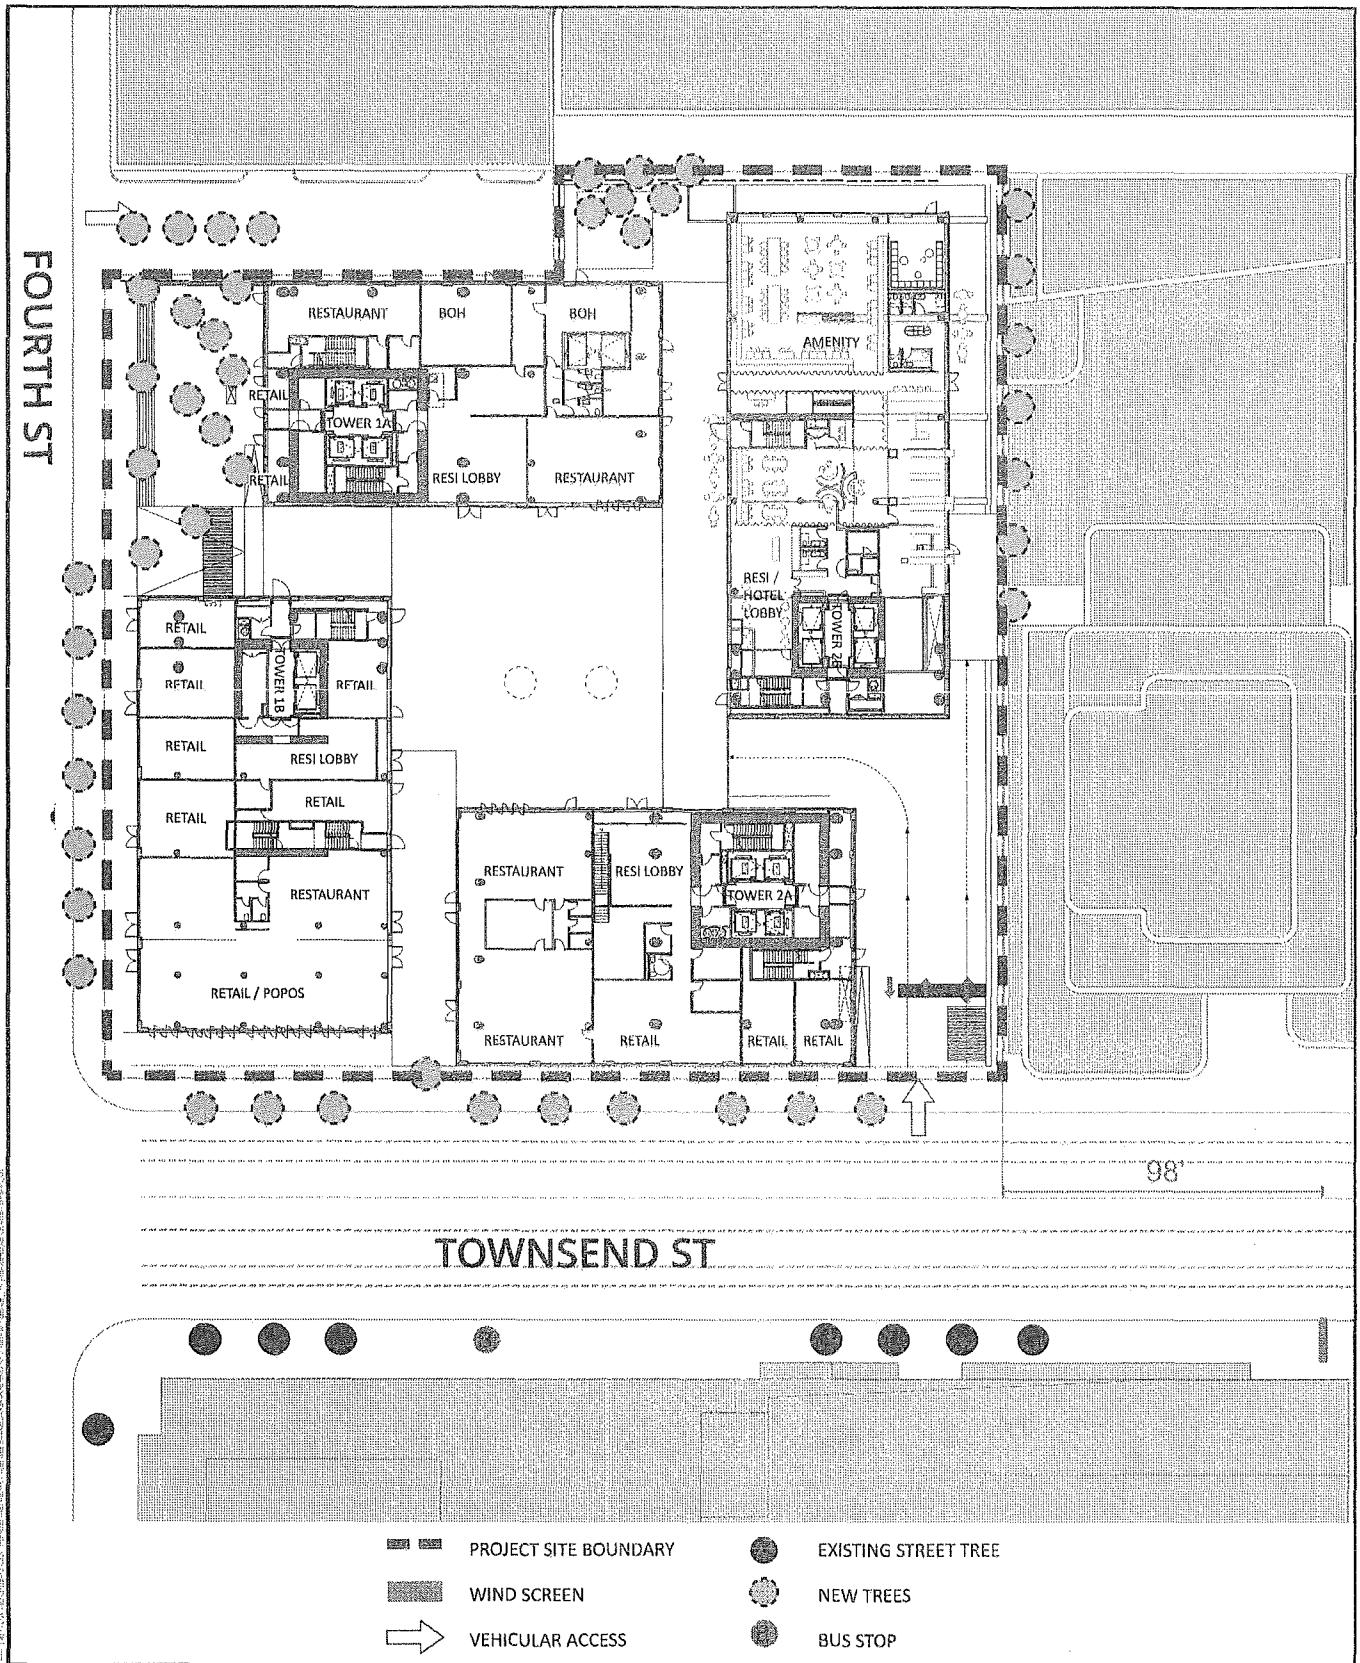 FOURTH ST
RESTAURANT
BOH
BOH
AMENITY
RETAIL
TOWER 1A
RETAIL
RESI LOBBY
RESTAURANT
RESI /
HOTEL
LOBBY
TOWER 2B
RETAIL
RETAIL
TOWER 1B
RETAIL
RETAIL
RESI LOBBY
RETAIL
RETAIL
RESTAURANT
RETAIL / POPOS
RESTAURANT
RESI LOBBY
TOWER 2A
RESTAURANT
RETAIL
RETAIL
RETAIL
98'
TOWNSEND ST
PROJECT SITE BOUNDARY
EXISTING STREET TREE
WIND SCREEN
NEW TREES
VEHICULAR ACCESS
BUS STOP